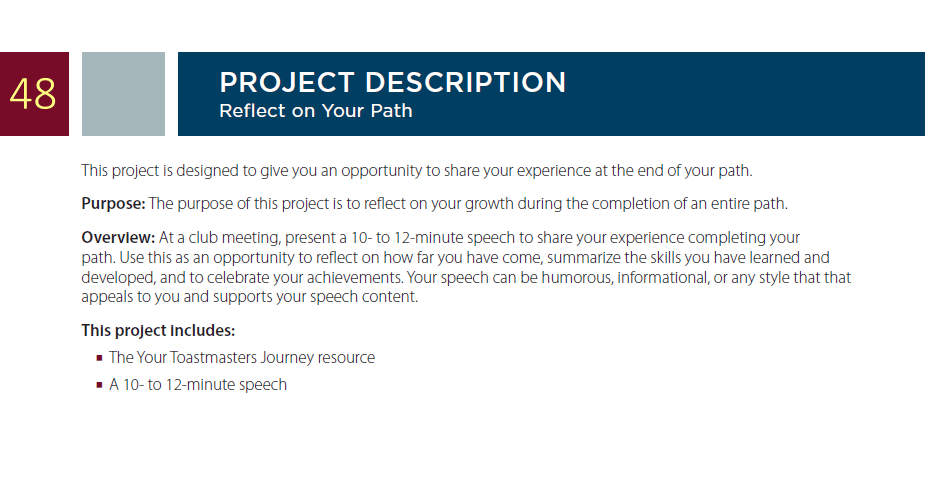 48
PROJECT DESCRIPTION
Reflect on Your Path
This project is designed to give you an opportunity to share your experience at the end of your path.
Purpose: The purpose of this project is to reflect on your growth during the completion of an entire path.
Overview: At a club meeting, present a 10- to 12-minute speech to share your experience completing your
path. Use this as an opportunity to reflect on how far you have come, summarize the skills you have learned and
developed, and to celebrate your achievements. Your speech can be humorous, informational, or any style that that
appeals to you and supports your speech content.
This project includes:
▪ The Your Toastmasters Journey resource
▪ A 10- to 12-minute speech